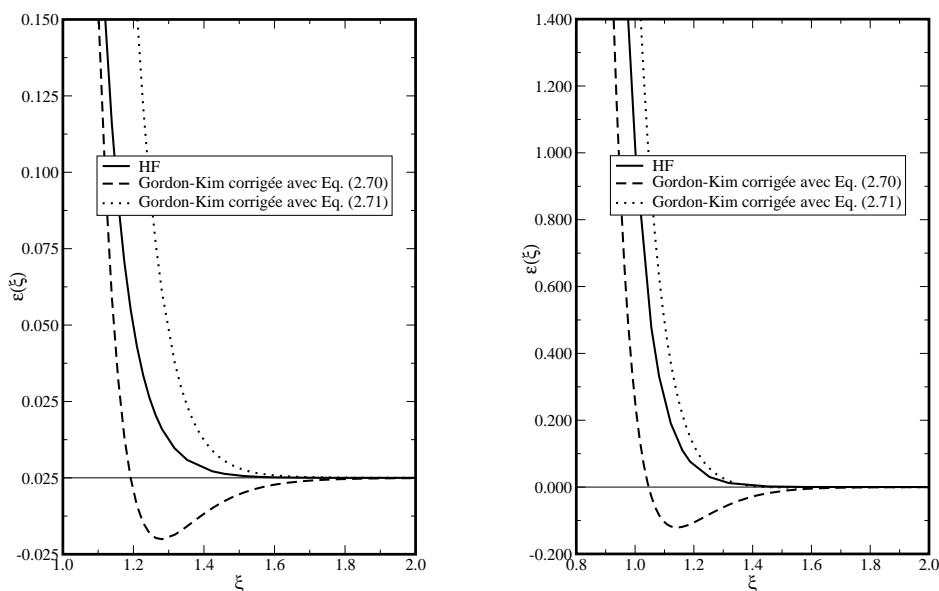 0.150
0.125
0.100
0.075
0.050
0.025
0.025
-0.025
ε(ξ)
HF
Gordon-Kim corrigée avec Eq. (2.70)
Gordon-Kim corrigée avec Eq. (2.71)
1.0 1.2 1.4 1.6 1.8 2.0
ξ
1.400
1.200
1.000
0.800
0.600
0.400
0.200
0.000
-0.200
ε(ξ)
HF
Gordon-Kim corrigée avec Eq. (2.70)
Gordon-Kim corrigée avec Eq. (2.71)
0.8 1.0 1.2 1.4 1.6 1.8 2.0
ξ